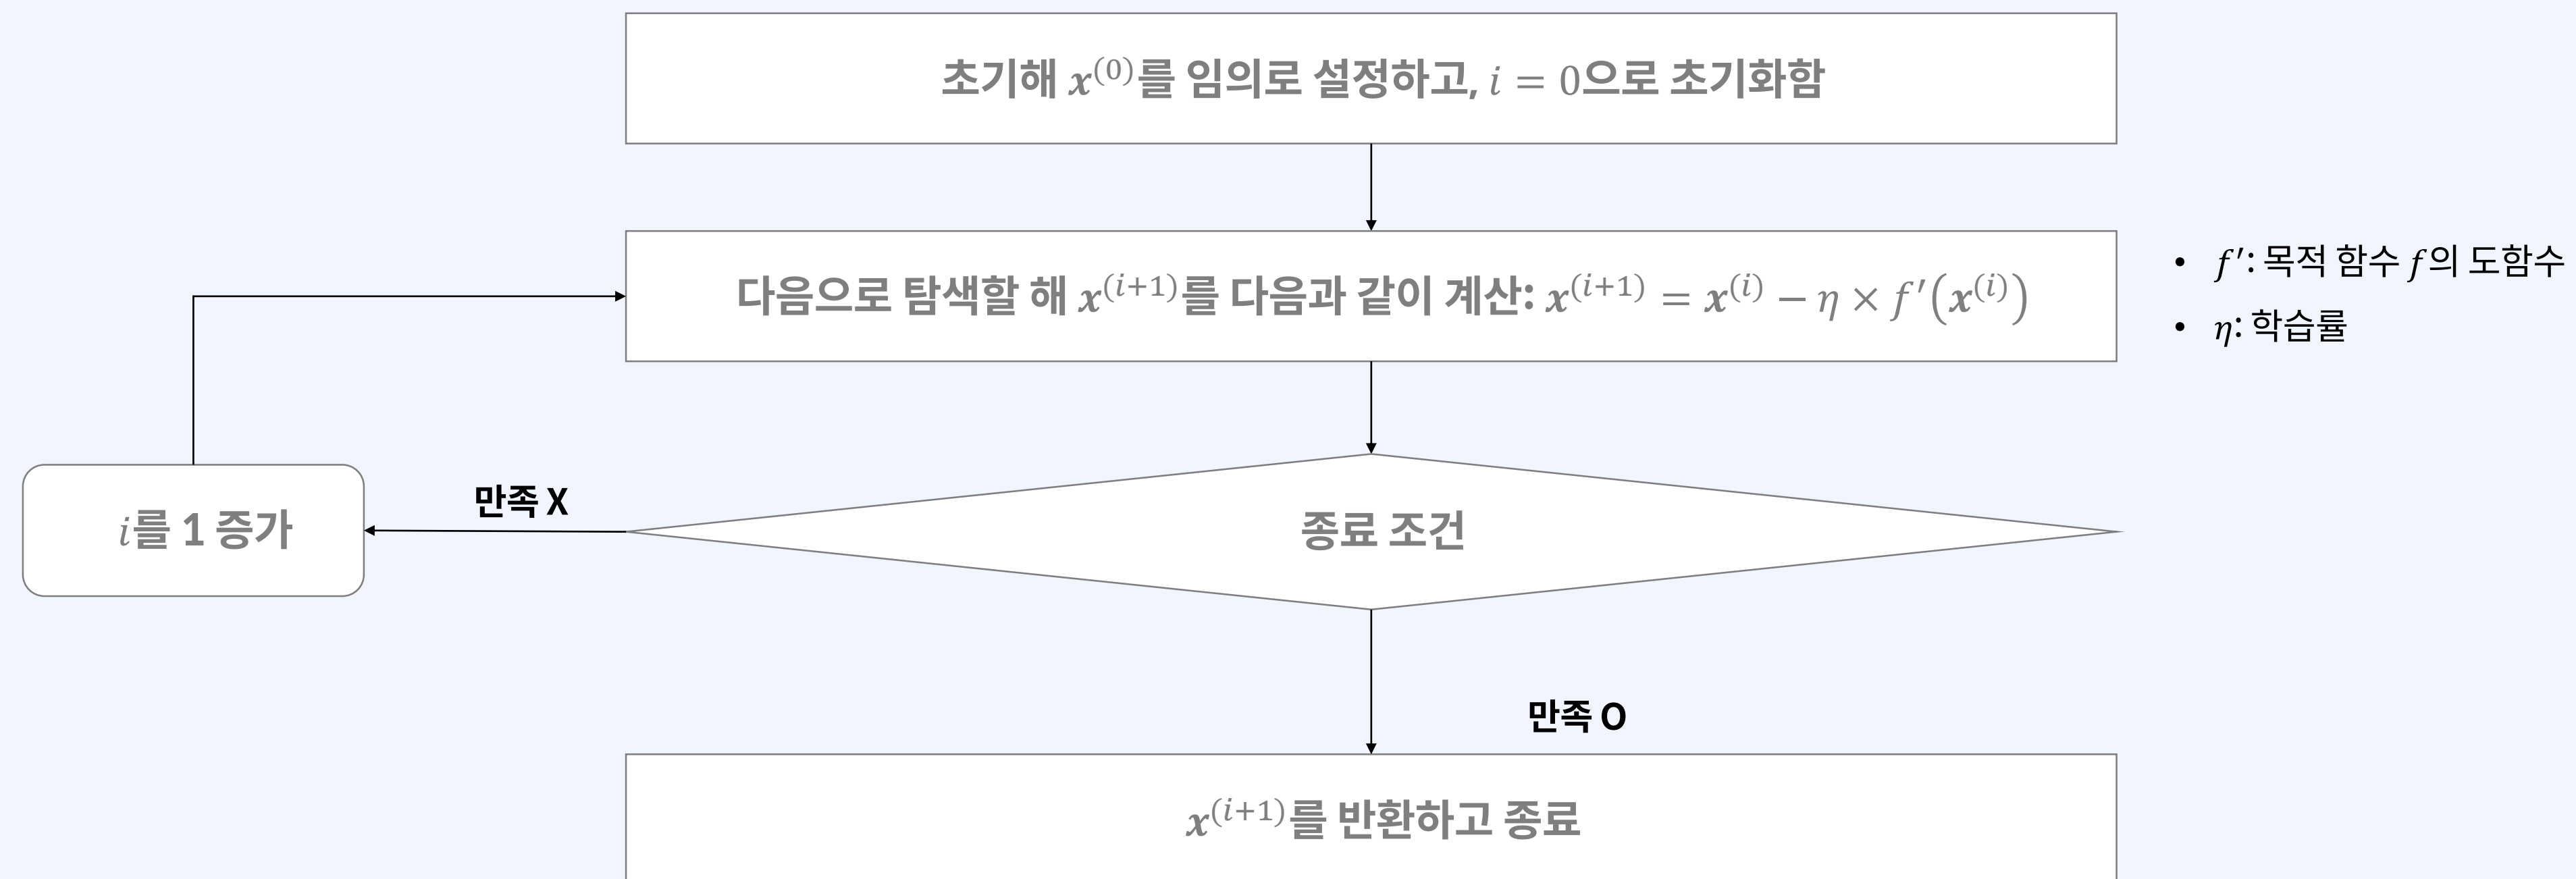 초기해 𝒙⁽⁰⁾를 임의로 설정하고, 𝑖 = 0으로 초기화함
다음으로 탐색할 해 𝒙⁽ⁱ⁺¹⁾를 다음과 같이 계산: 𝒙⁽ⁱ⁺¹⁾ = 𝒙⁽ⁱ⁾ − 𝜂 × 𝑓′(𝒙⁽ⁱ⁾)
• 𝑓′: 목적 함수 𝑓의 도함수
• 𝜂: 학습률
만족 X
𝑖를 1 증가
종료 조건
만족 O
𝒙⁽ⁱ⁺¹⁾를 반환하고 종료